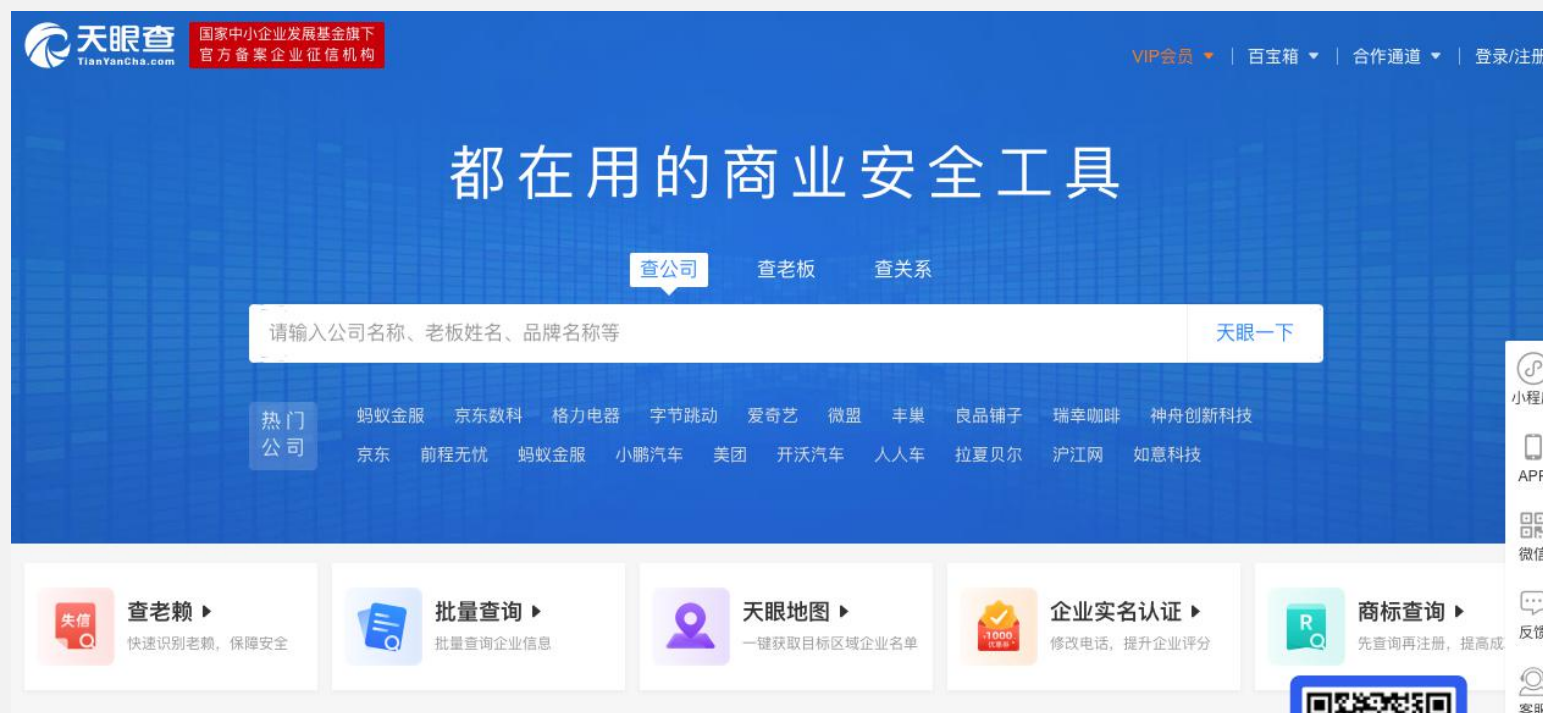 天眼查
TianYanCha.com
国家中小企业发展基金旗下
官方备案企业征信机构
VIP会员
百宝箱
合作通道
登录/注册
都在用的商业安全工具
查公司
查老板
查关系
请输入公司名称、老板姓名、品牌名称等
天眼一下
热门
公司
蚂蚁金服 京东数科 格力电器 字节跳动 爱奇艺 微盟 丰巢 良品铺子 瑞幸咖啡 神舟创新科技
京东 前程无忧 蚂蚁金服 小鹏汽车 美团 开沃汽车 人人车 拉夏贝尔 沪江网 如意科技
小程
APP
微信
反馈
客服
失信
查老赖
快速识别老赖，保障安全
批量查询
批量查询企业信息
天眼地图
一键获取目标区域企业名单
1000
优惠券
企业实名认证
修改电话，提升企业评分
R
商标查询
先查询再注册，提高成